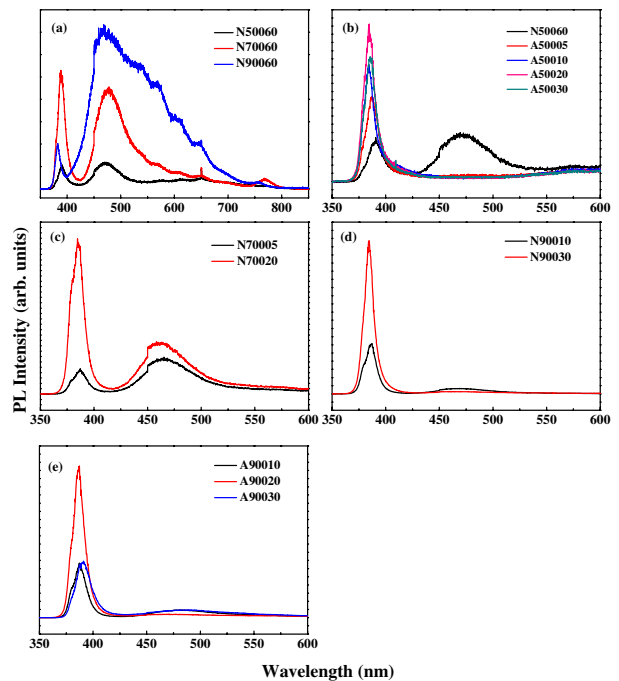 (a)
N50060
N70060
N90060
400 500 600 700 800
(b)
N50060
A50005
A50010
A50020
A50030
350 400 450 500 550 600
PL Intensity (arb. units)
(c)
N70005
N70020
350 400 450 500 550 600
(d)
N90010
N90030
350 400 450 500 550 600
(e)
A90010
A90020
A90030
350 400 450 500 550 600
Wavelength (nm)